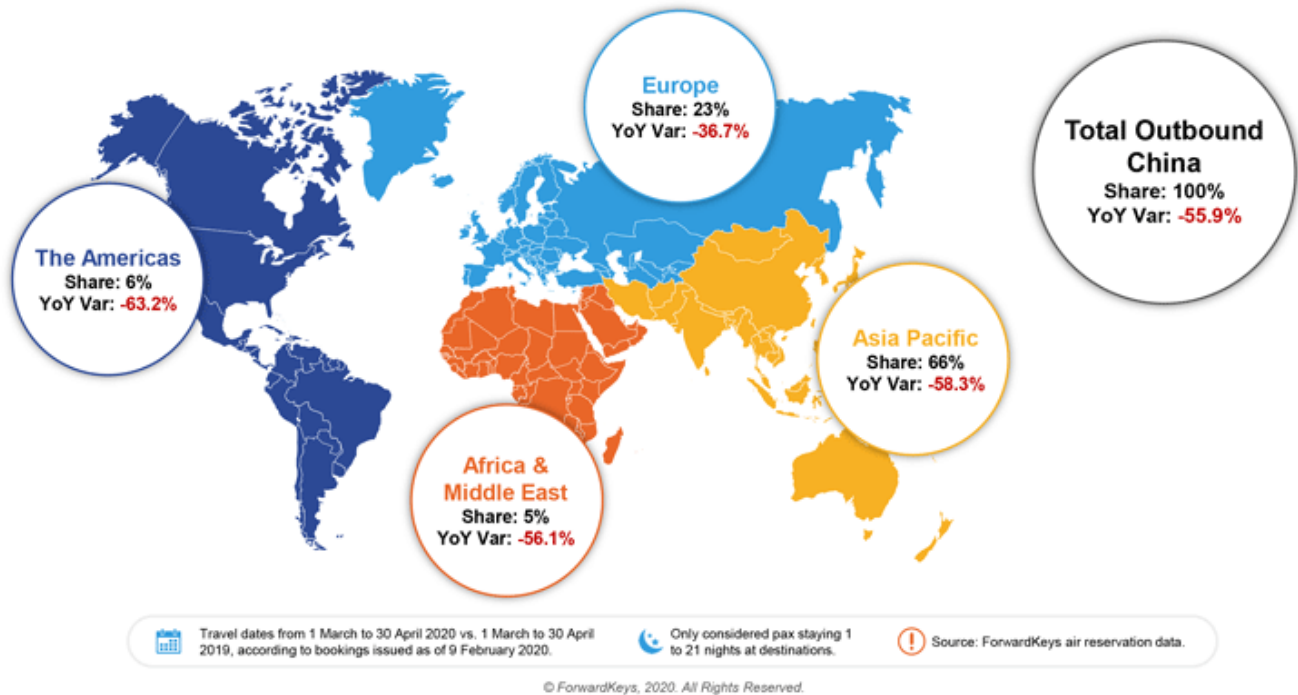 Europe
Share: 23%
YoY Var: -36.7%
Total Outbound
China
Share: 100%
YoY Var: -55.9%
The Americas
Share: 6%
YoY Var: -63.2%
Asia Pacific
Share: 66%
YoY Var: -58.3%
Africa &
Middle East
Share: 5%
YoY Var: -56.1%
Travel dates from 1 March to 30 April 2020 vs. 1 March to 30 April
2019, according to bookings issued as of 9 February 2020.
Only considered pax staying 1
to 21 nights at destinations.
Source: ForwardKeys air reservation data.
© ForwardKeys, 2020. All Rights Reserved.